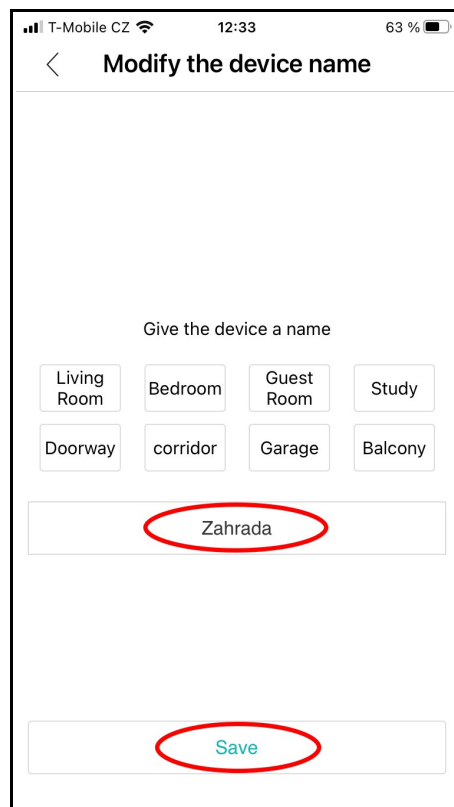 T-Mobile CZ 12:33 63 %
Modify the device name
Give the device a name
Living Room Bedroom Guest Room Study
Doorway corridor Garage Balcony
Zahrada
Save